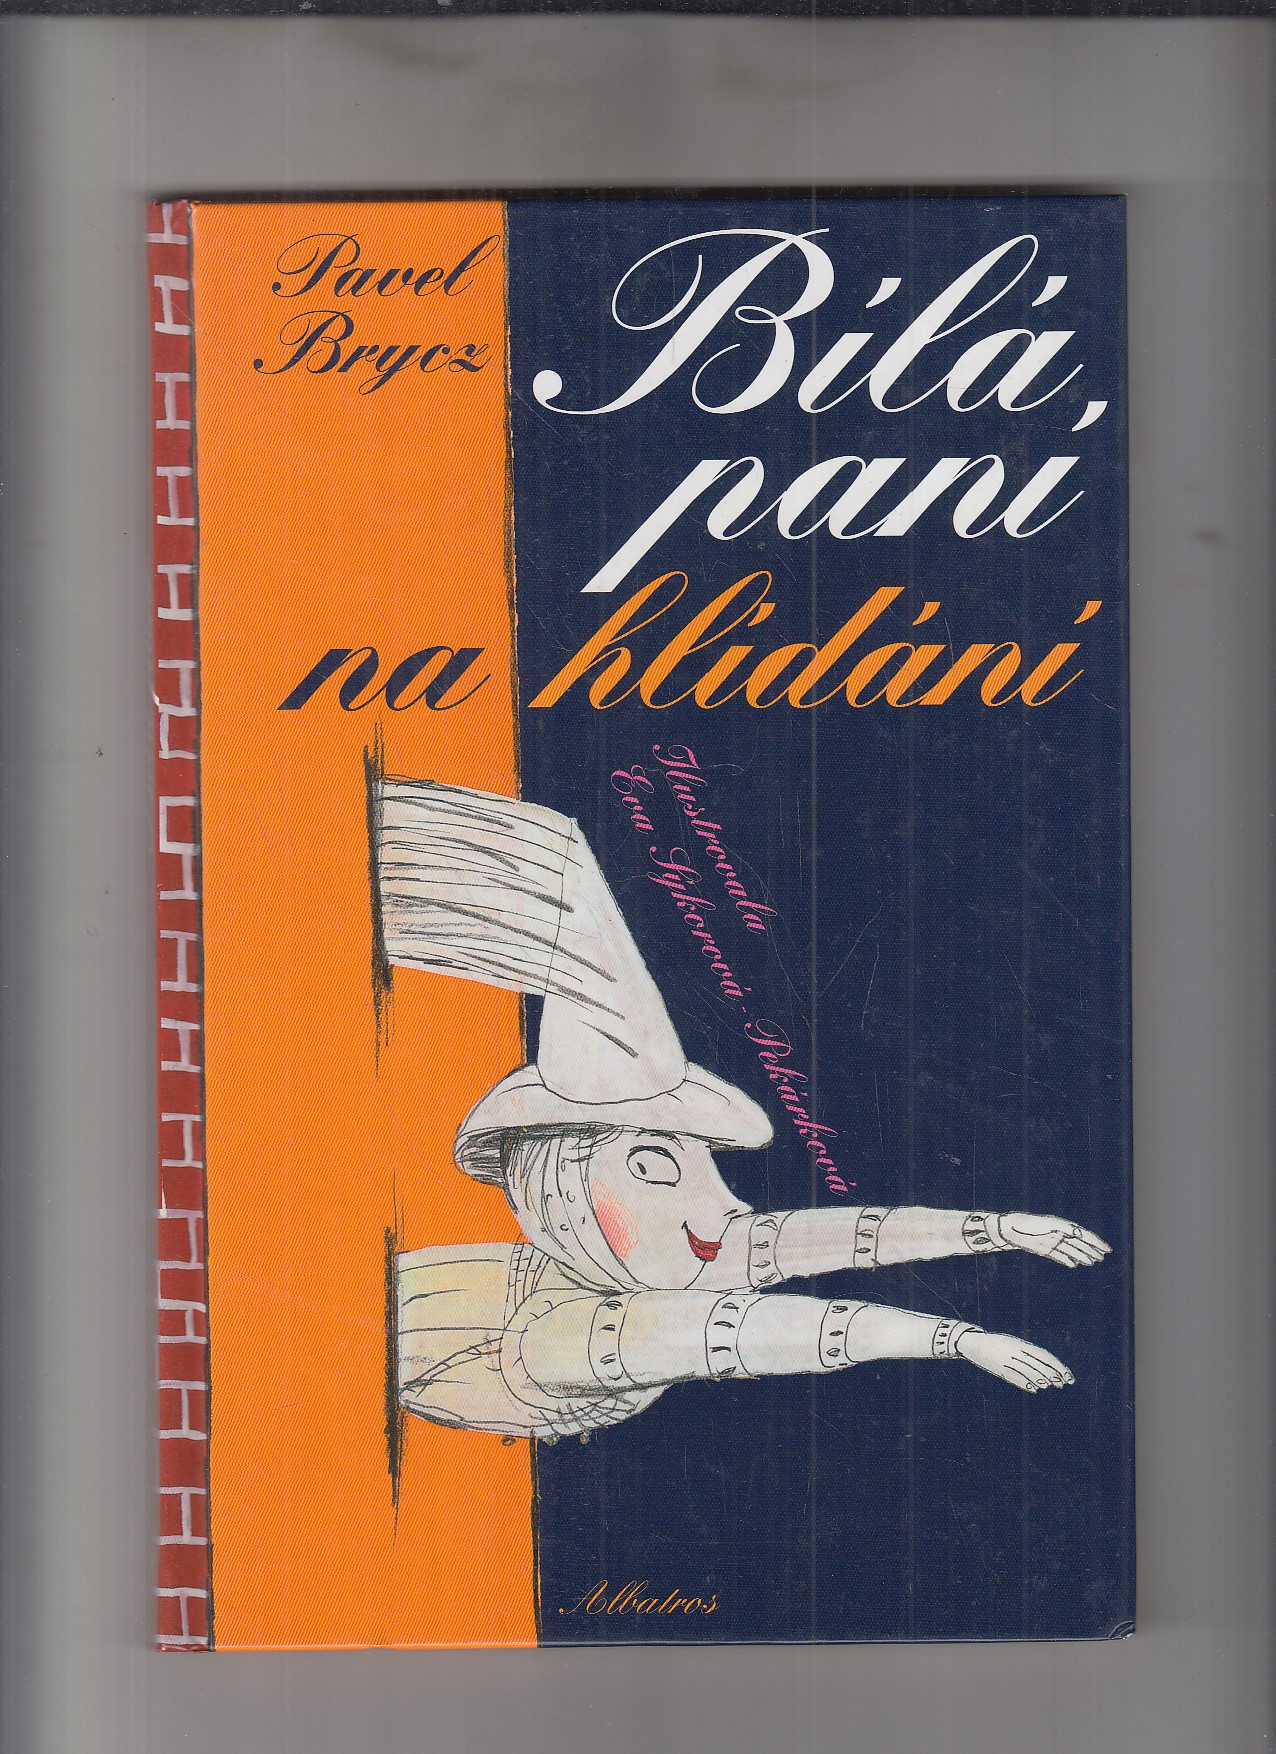 Pavel
Brycz
Bílá
paní
na hlídání
Ilustrovala
Eva Sýkorová-Pekárková
Albatros